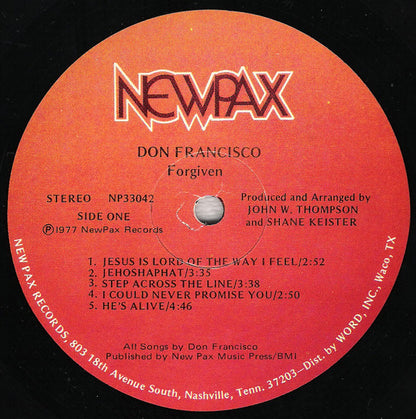 NEWPAX
DON FRANCISCO
Forgiven
STEREO NP33042
SIDE ONE
Ⓟ1977 NewPax Records
Produced and Arranged by
JOHN W. THOMPSON
and SHANE KEISTER
1. JESUS IS LORD OF THE WAY I FEEL/2:52
2. JEHOSHAPHAT/3:35
3. STEP ACROSS THE LINE/3:38
4. I COULD NEVER PROMISE YOU/2:50
5. HE'S ALIVE/4:46
All Songs by Don Francisco
Published by New Pax Music Press/BMI
NEW PAX RECORDS, 803 18th Avenue South, Nashville, Tenn. 37203–Dist. by WORD, INC., Waco, TX